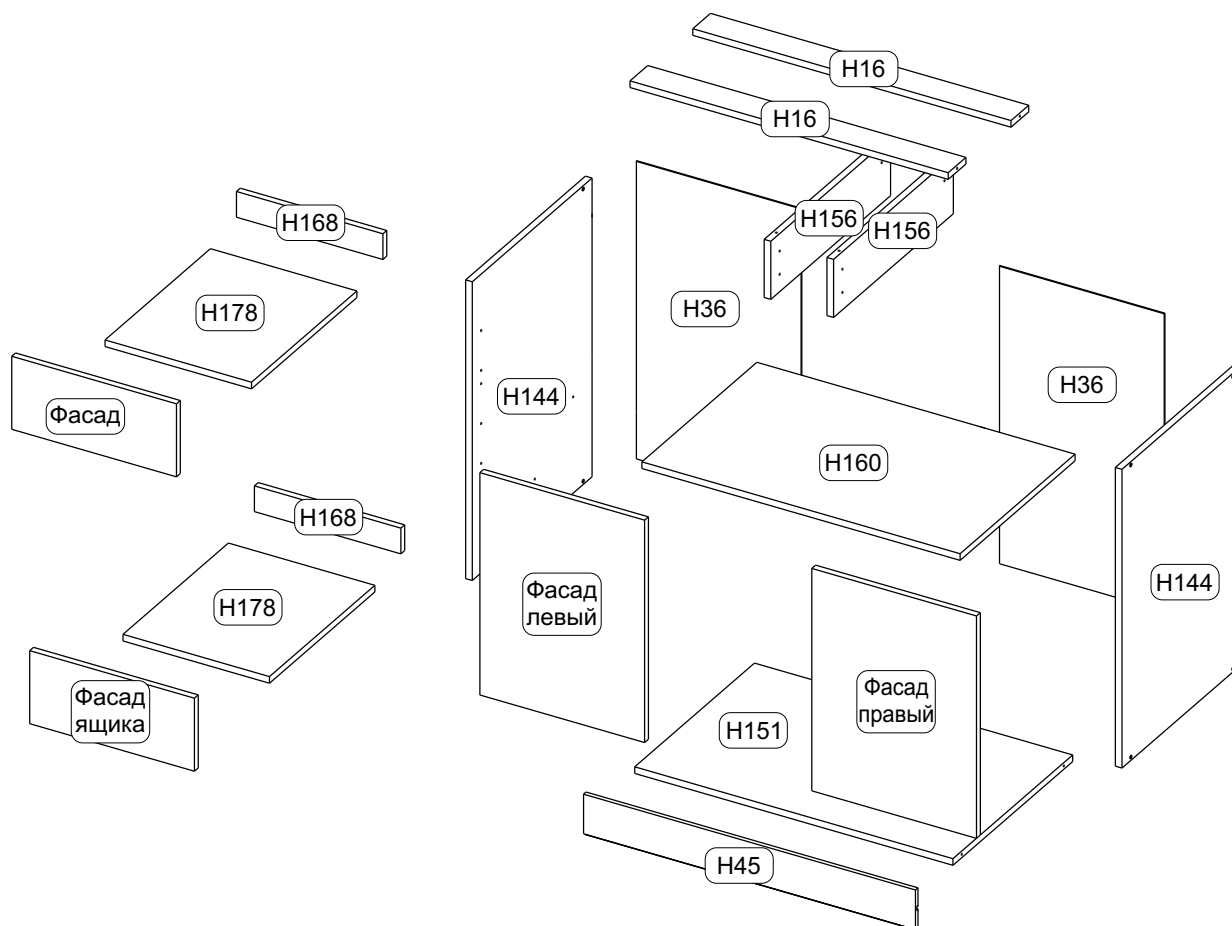 Н16
Н16
Н168
Н156
Н156
Н178
Н36
Н36
Н144
Фасад
Н160
Н168
Н144
Н178
Фасад
левый
Фасад
ящика
Фасад
правый
Н151
Н45